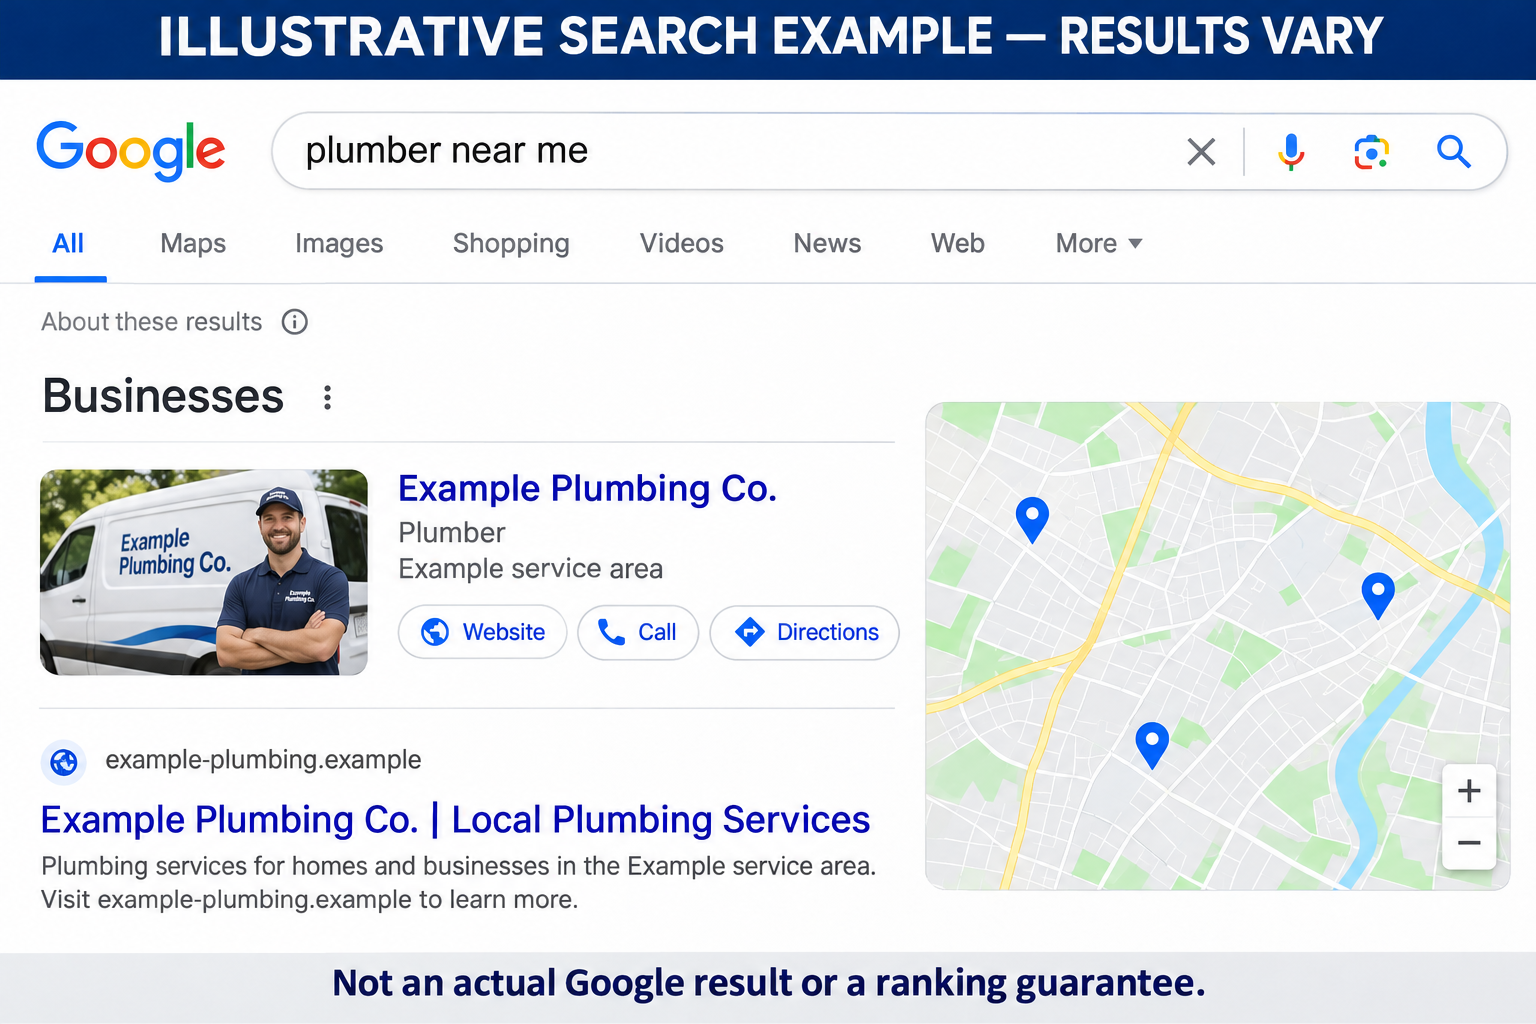 ILLUSTRATIVE SEARCH EXAMPLE — RESULTS VARY
Google
plumber near me
All Maps Images Shopping Videos News Web More
About these results
Businesses
Example
Plumbing Co.
Example
Plumbing Co.
Example Plumbing Co.
Plumber
Example service area
Website Call Directions
example-plumbing.example
Example Plumbing Co. | Local Plumbing Services
Plumbing services for homes and businesses in the Example service area.
Visit example-plumbing.example to learn more.
Not an actual Google result or a ranking guarantee.